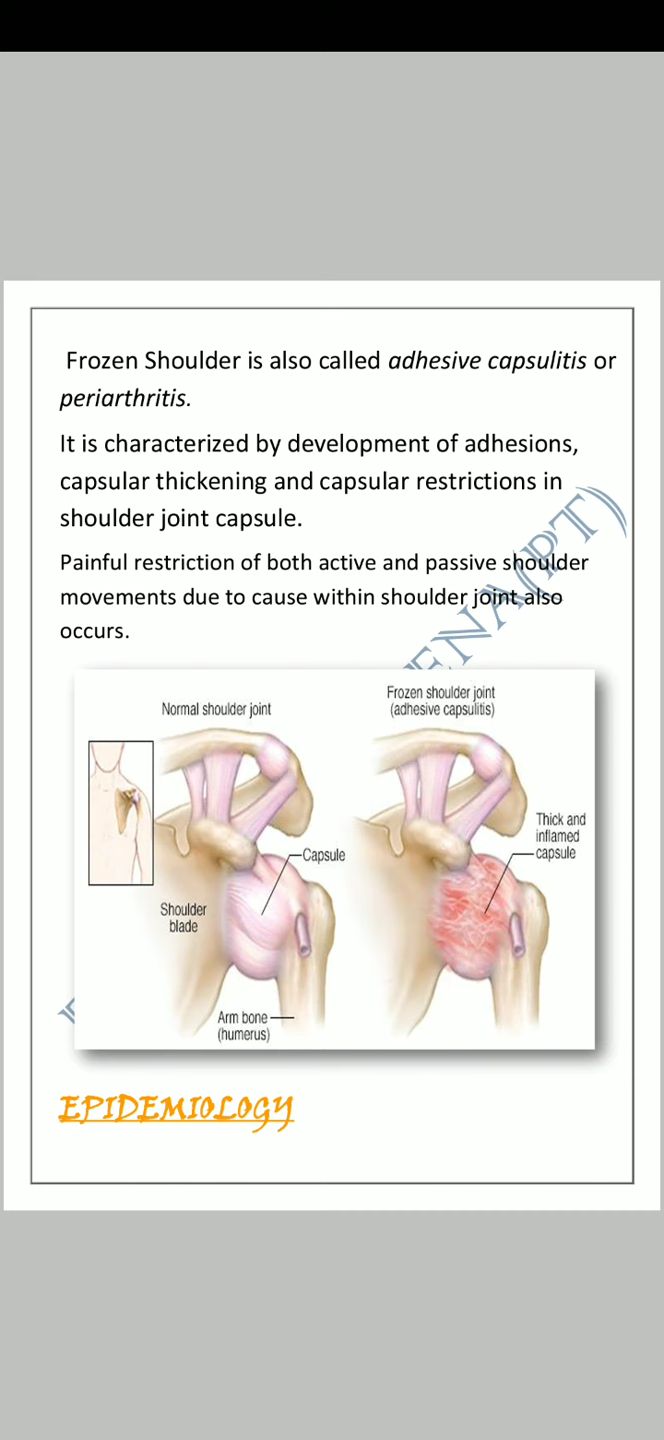 Frozen Shoulder is also called adhesive capsulitis or
periarthritis.
It is characterized by development of adhesions,
capsular thickening and capsular restrictions in
shoulder joint capsule.
Painful restriction of both active and passive shoulder
movements due to cause within shoulder joint also
occurs.
Normal shoulder joint
Frozen shoulder joint
(adhesive capsulitis)
Capsule
Thick and
inflamed
capsule
Shoulder
blade
Arm bone
(humerus)
EPIDEMIOLOGY